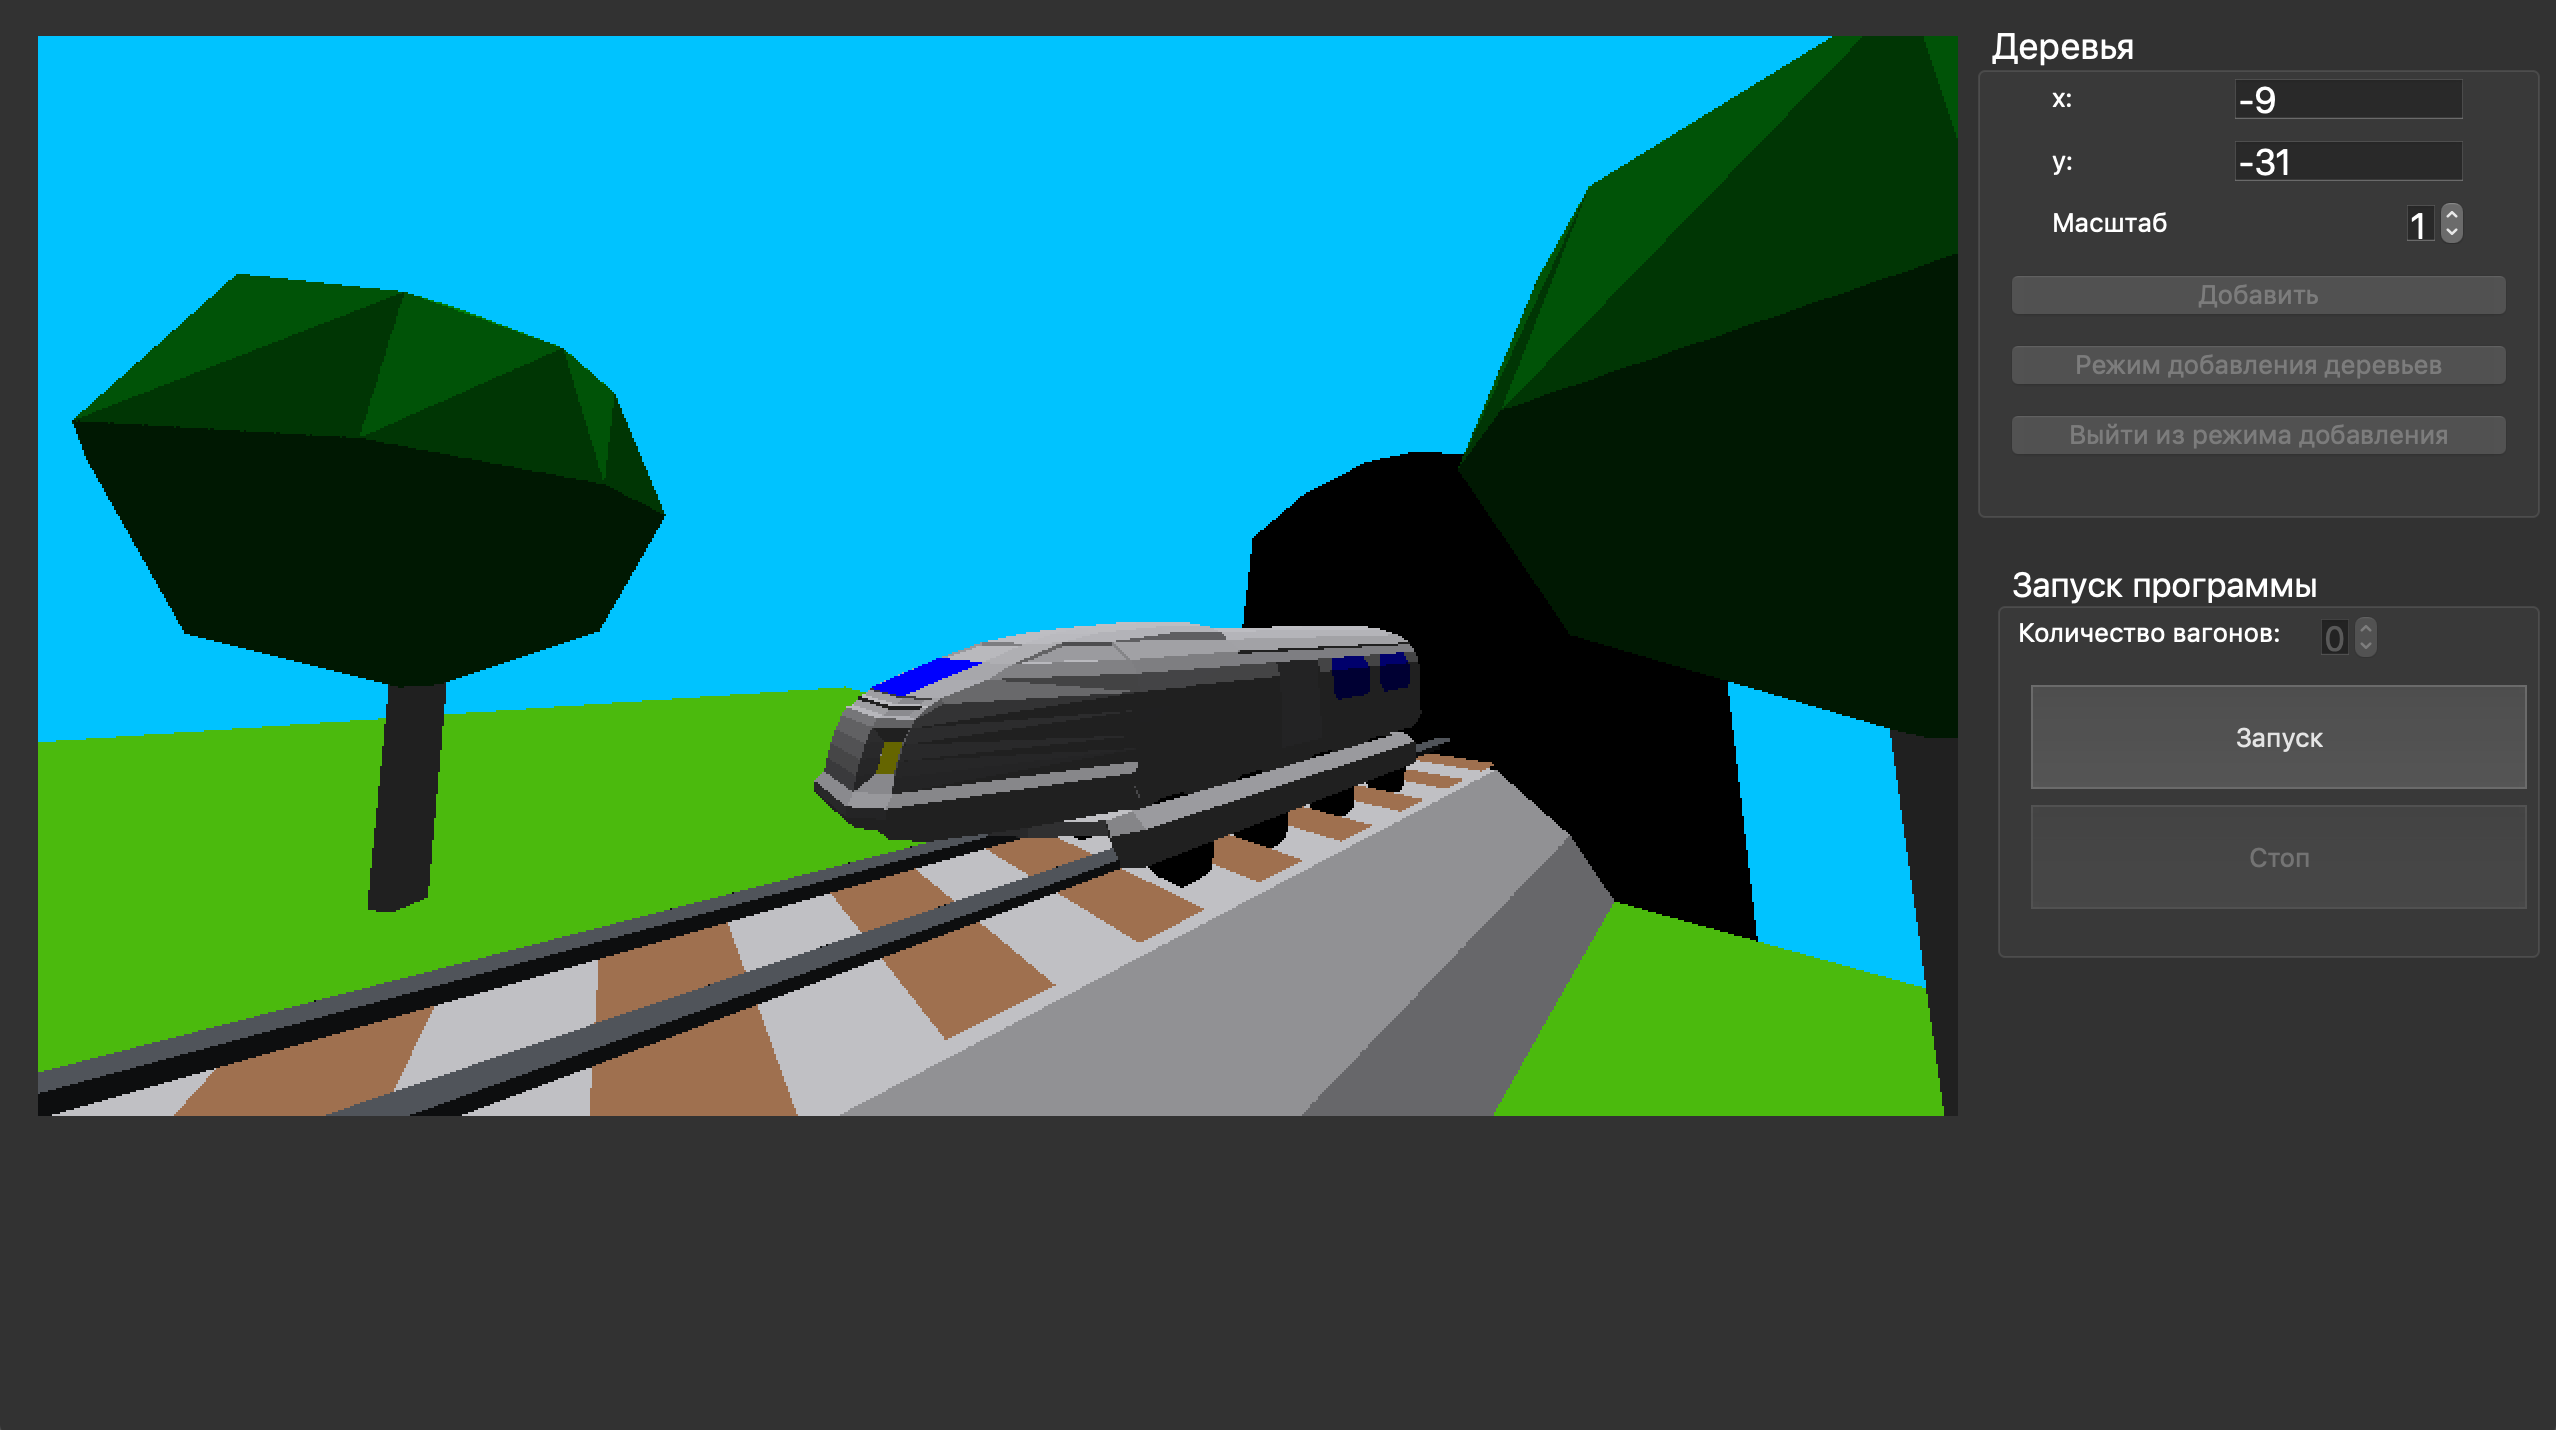 Деревья
x: -9
y: -31
Масштаб 1
Добавить
Режим добавления деревьев
Выйти из режима добавления
Запуск программы
Количество вагонов: 0
Запуск
Стоп